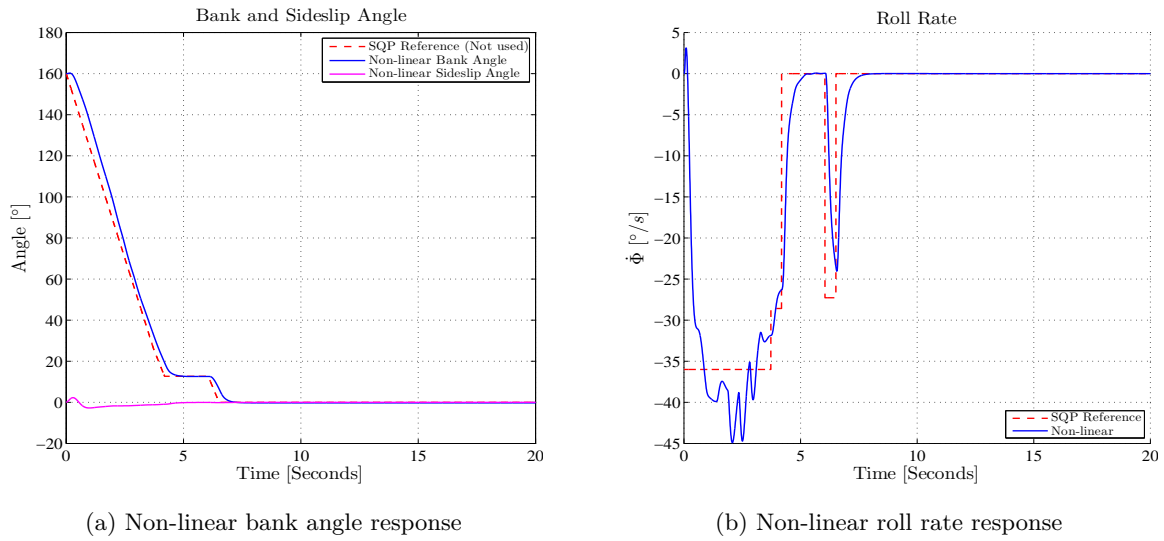 Bank and Sideslip Angle
180
160
140
120
100
80
60
40
20
0
−20
Angle [°]
SQP Reference (Not used)
Non-linear Bank Angle
Non-linear Sideslip Angle
0
5
10
15
20
Time [Seconds]
(a) Non-linear bank angle response
Roll Rate
5
0
−5
−10
−15
−20
−25
−30
−35
−40
−45
Φ̇ [°/s]
SQP Reference
Non-linear
0
5
10
15
20
Time [Seconds]
(b) Non-linear roll rate response